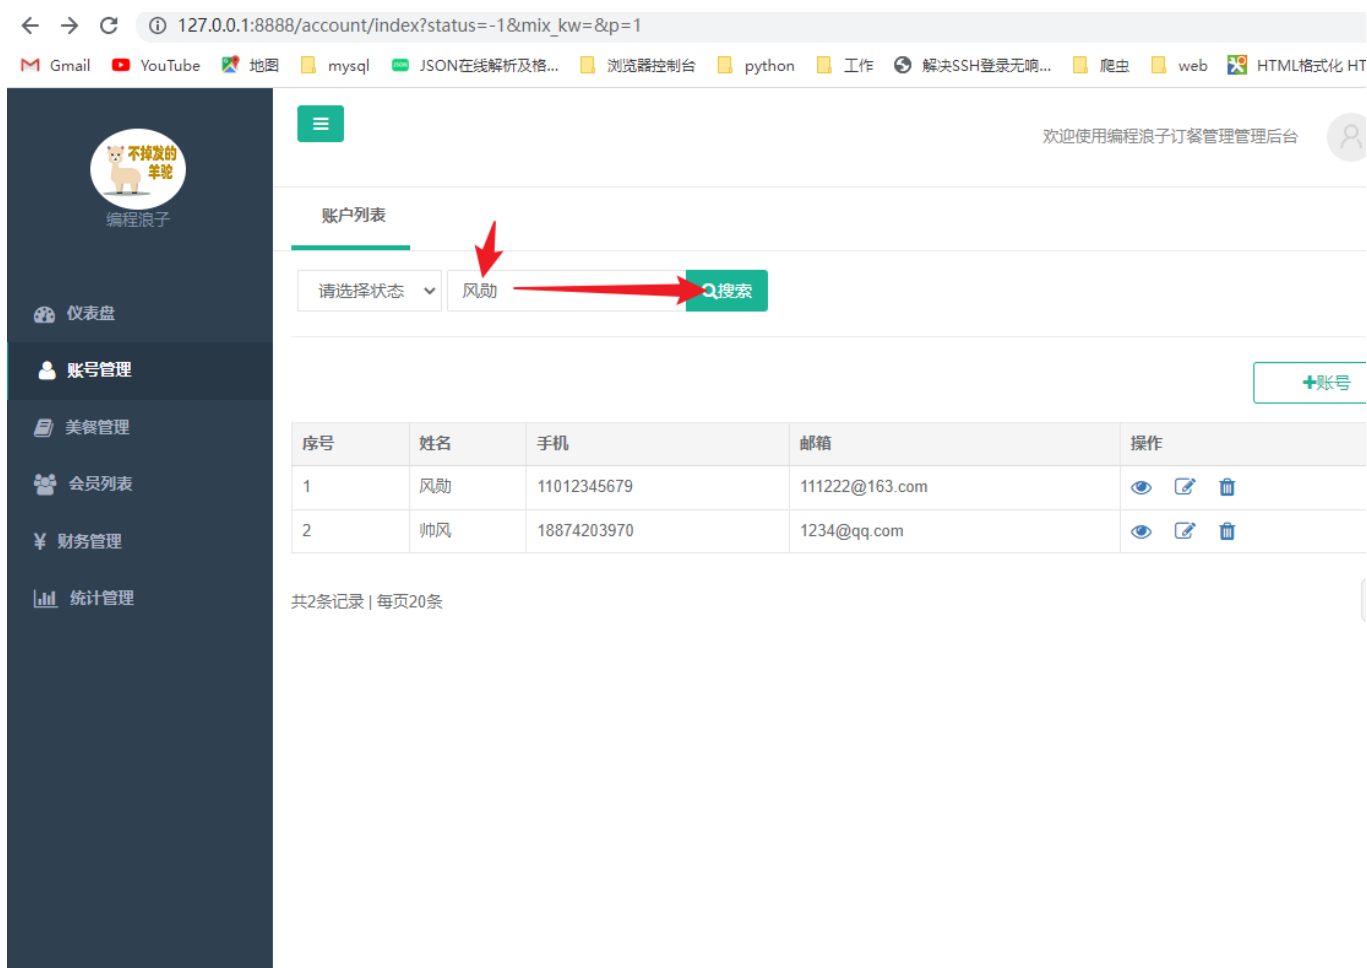 127.0.0.1:8888/account/index?status=-1&mix_kw=&p=1
Gmail YouTube 地图 mysql JSON在线解析及格... 浏览器控制台 python 工作 解决SSH登录无响... 爬虫 web HTML格式化 HT
不掉发的
羊驼
编程浪子
欢迎使用编程浪子订餐管理管理后台
账户列表
请选择状态 风勋 搜索
仪表盘
账号管理
美餐管理
会员列表
¥ 财务管理
统计管理
+账号
序号 姓名 手机 邮箱 操作
1 风勋 11012345679 111222@163.com
2 帅风 18874203970 1234@qq.com
共2条记录 | 每页20条